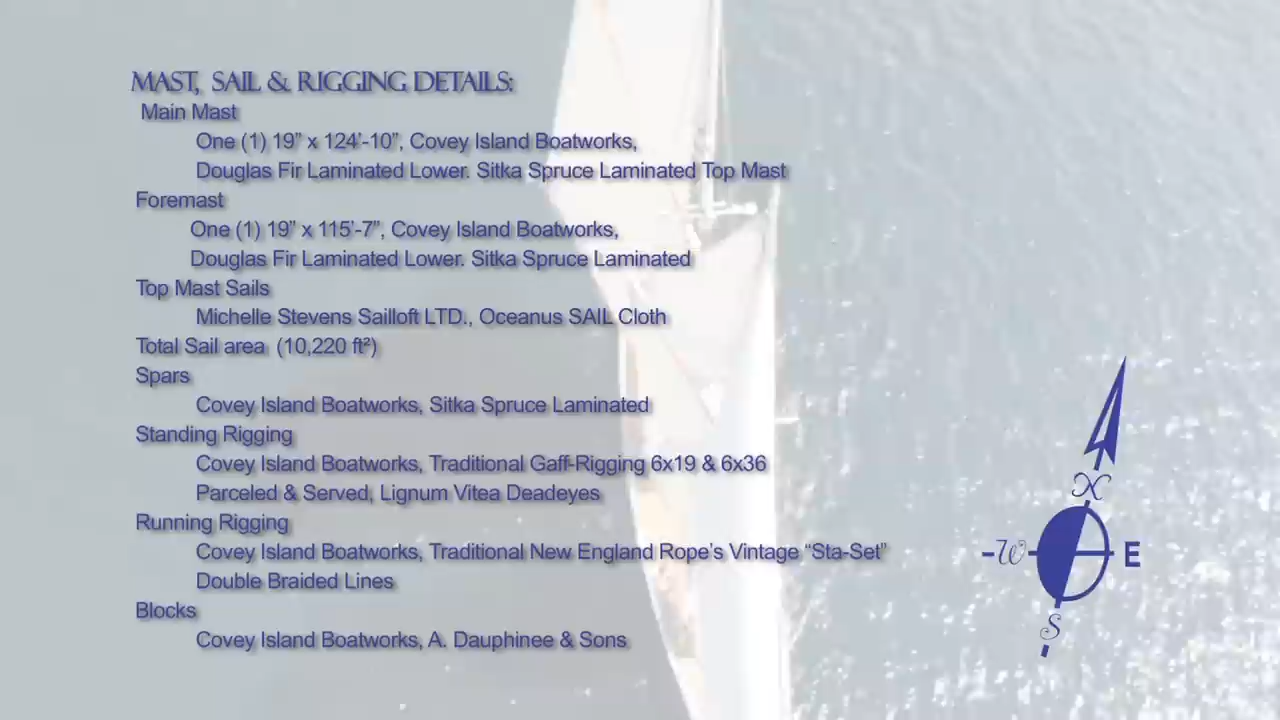 MAST, SAIL & RIGGING DETAILS:
Main Mast
One (1) 19” x 124’-10”, Covey Island Boatworks,
Douglas Fir Laminated Lower. Sitka Spruce Laminated Top Mast
Foremast
One (1) 19” x 115’-7”, Covey Island Boatworks,
Douglas Fir Laminated Lower. Sitka Spruce Laminated
Top Mast Sails
Michelle Stevens Sailloft LTD., Oceanus SAIL Cloth
Total Sail area (10,220 ft²)
Spars
Covey Island Boatworks, Sitka Spruce Laminated
Standing Rigging
Covey Island Boatworks, Traditional Gaff-Rigging 6x19 & 6x36
Parceled & Served, Lignum Vitea Deadeyes
Running Rigging
Covey Island Boatworks, Traditional New England Rope’s Vintage “Sta-Set”
Double Braided Lines
Blocks
Covey Island Boatworks, A. Dauphinee & Sons
N
W E
S